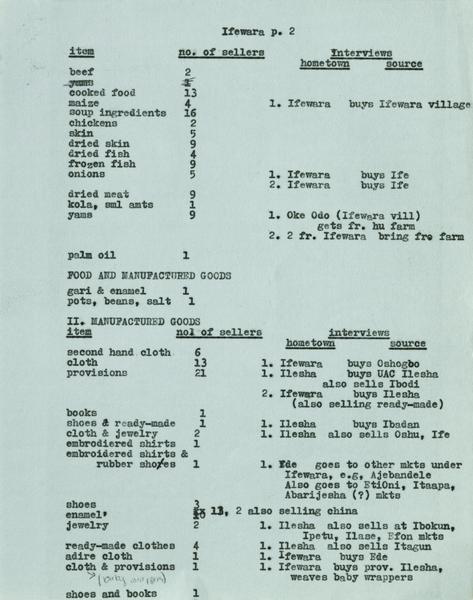 Ifewara p. 2
item no. of sellers Interviews
hometown source
beef 2
yams
cooked food 13
maize 4 1. Ifewara buys Ifewara village
soup ingredients 16
chickens 2
skin 5
dried skin 9
dried fish 4
frozen fish 9
onions 5 1. Ifewara buys Ife
2. Ifewara buys Ife
dried meat 9
kola, sml amts 1
yams 9 1. Oke Odo (Ifewara vill)
gets fr. hu farm
2. 2 fr. Ifewara bring fro farm
palm oil 1
FOOD AND MANUFACTURED GOODS
gari & enamel 1
pots, beans, salt 1
II. MANUFACTURED GOODS
item nol of sellers interviews
hometown source
second hand cloth 6
cloth 13 1. Ifewara buys Oshogbo
provisions 21 1. Ilesha buys UAC Ilesha
also sells Ibodi
2. Ifewara buys Ilesha
(also selling ready-made)
books 1
shoes & ready-made 1 1. Ilesha buys Ibadan
cloth & jewelry 2 1. Ilesha also sells Oshu, Ife
embrodiered shirts 1
embroidered shirts &
rubber shoes 1 1. Ede goes to other mkts under
Ifewara, e.g, Ajebandele
Also goes to EtiOni, Itaapa,
Abarijesha (?) mkts
shoes 3
enamel 13, 2 also selling china
jewelry 2 1. Ilesha also sells at Ibokun,
Ipetu, Ilase, Efon mkts
ready-made clothes 4 1. Ilesha also sells Itagun
adire cloth 1 1. Ifewara buys Ede
cloth & provisions 1 1. Ifewara buys prov. Ilesha,
weaves baby wrappers
shoes and books 1